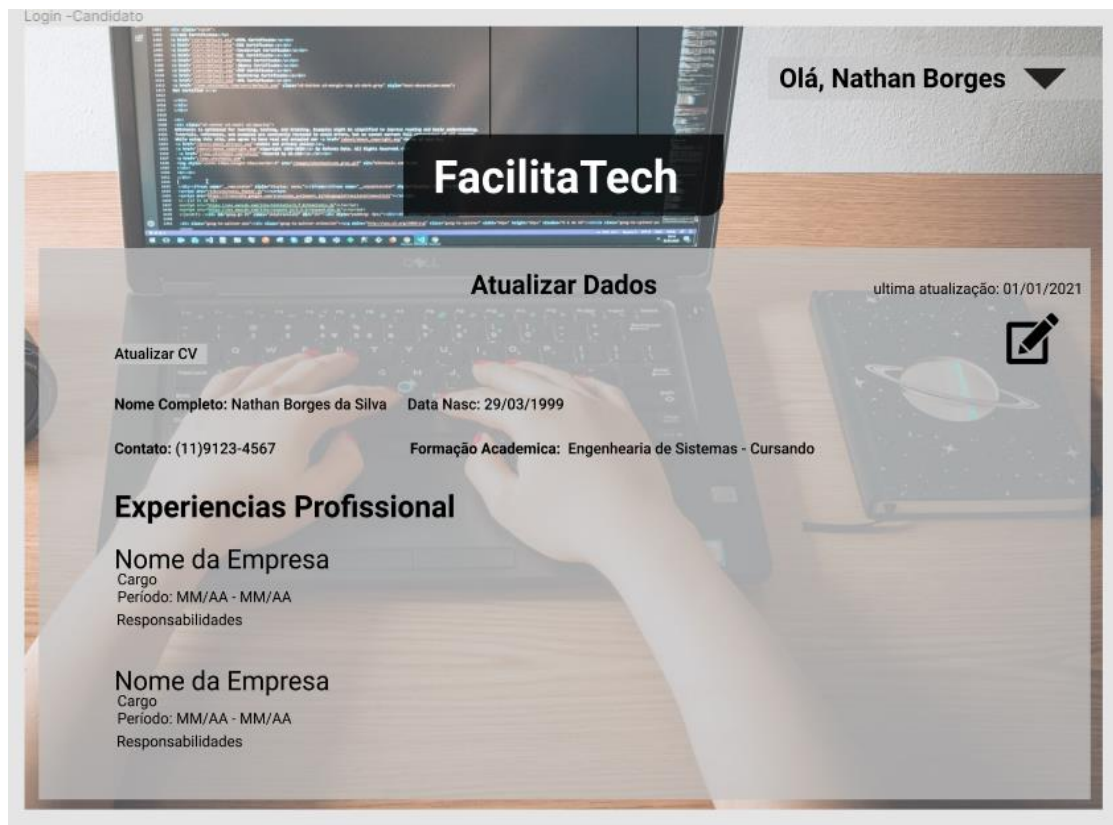 Login -Candidato
Olá, Nathan Borges
FacilitaTech
Atualizar Dados
ultima atualização: 01/01/2021
Atualizar CV
Nome Completo: Nathan Borges da Silva Data Nasc: 29/03/1999
Contato: (11)9123-4567 Formação Academica: Engenhearia de Sistemas - Cursando
Experiencias Profissional
Nome da Empresa
Cargo
Período: MM/AA - MM/AA
Responsabilidades
Nome da Empresa
Cargo
Período: MM/AA - MM/AA
Responsabilidades